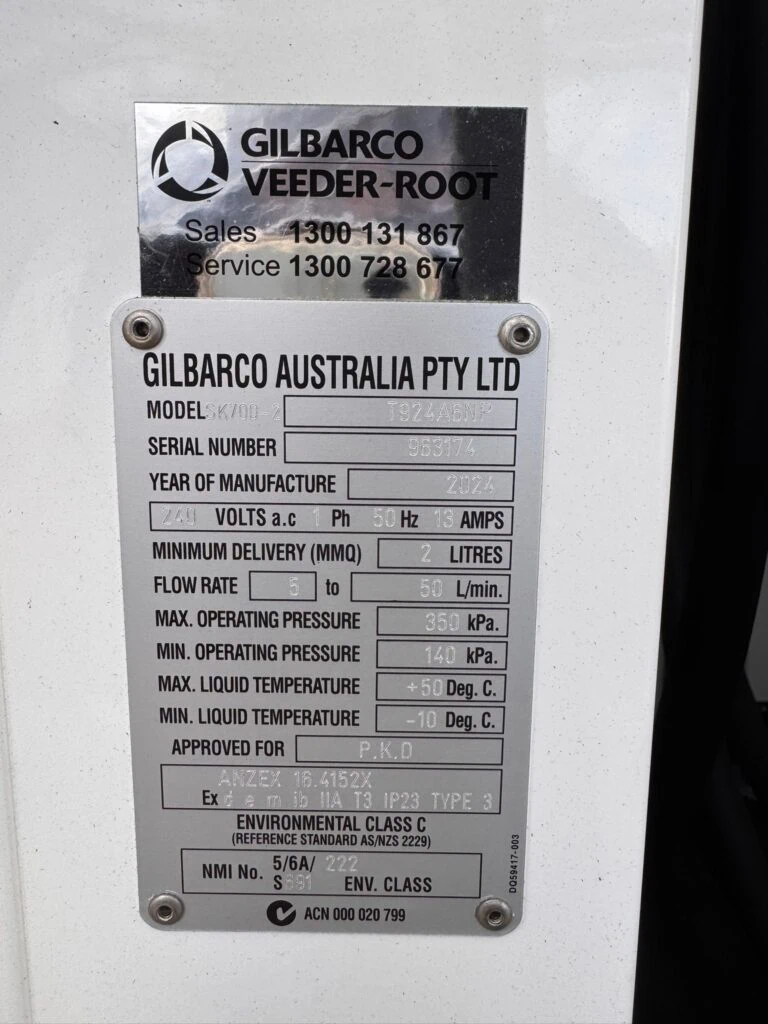 GILBARCO
VEEDER-ROOT
Sales 1300 131 867
Service 1300 728 677
GILBARCO AUSTRALIA PTY LTD
MODEL SK700-2 T924A6NP
SERIAL NUMBER 963174
YEAR OF MANUFACTURE 2024
240 VOLTS a.c 1 Ph 50 Hz 13 AMPS
MINIMUM DELIVERY (MMQ) 2 LITRES
FLOW RATE 5 to 50 L/min.
MAX. OPERATING PRESSURE 350 kPa.
MIN. OPERATING PRESSURE 140 kPa.
MAX. LIQUID TEMPERATURE +50 Deg. C.
MIN. LIQUID TEMPERATURE -10 Deg. C.
APPROVED FOR P.K.D
ANZEX 16.4152X
Ex d e m ib IIA T3 IP23 TYPE 3
ENVIRONMENTAL CLASS C
(REFERENCE STANDARD AS/NZS 2229)
NMI No. 5/6A/ 222
S691 ENV. CLASS
ACN 000 020 799
DQ59417-003